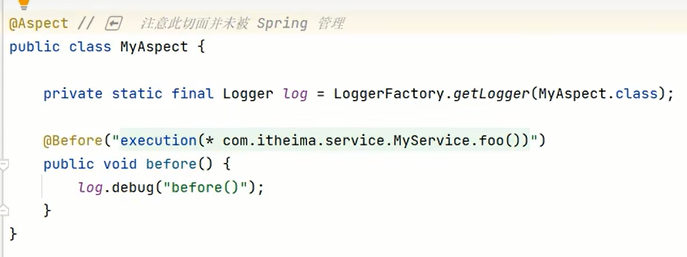 @Aspect // ⬅ 注意此切面并未被 Spring 管理
public class MyAspect {
private static final Logger log = LoggerFactory.getLogger(MyAspect.class);
@Before("execution(* com.itheima.service.MyService.foo())")
public void before() {
log.debug("before()");
}
}